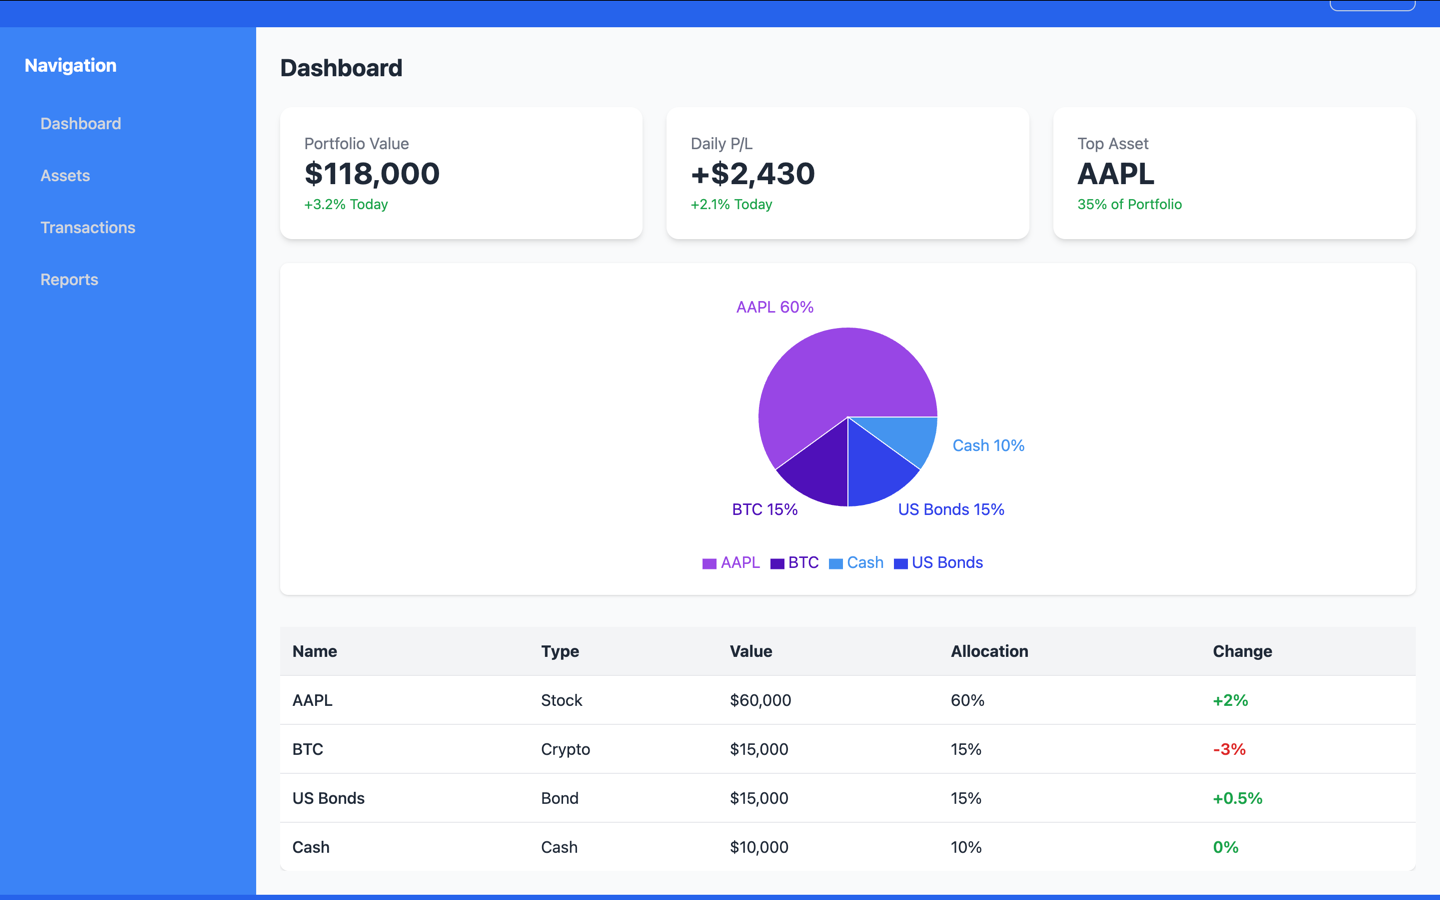 Navigation
Dashboard
Assets
Transactions
Reports
Dashboard
Portfolio Value
$118,000
+3.2% Today
Daily P/L
+$2,430
+2.1% Today
Top Asset
AAPL
35% of Portfolio
AAPL 60%
Cash 10%
BTC 15%
US Bonds 15%
AAPL BTC Cash US Bonds
Name Type Value Allocation Change
AAPL Stock $60,000 60% +2%
BTC Crypto $15,000 15% -3%
US Bonds Bond $15,000 15% +0.5%
Cash Cash $10,000 10% 0%